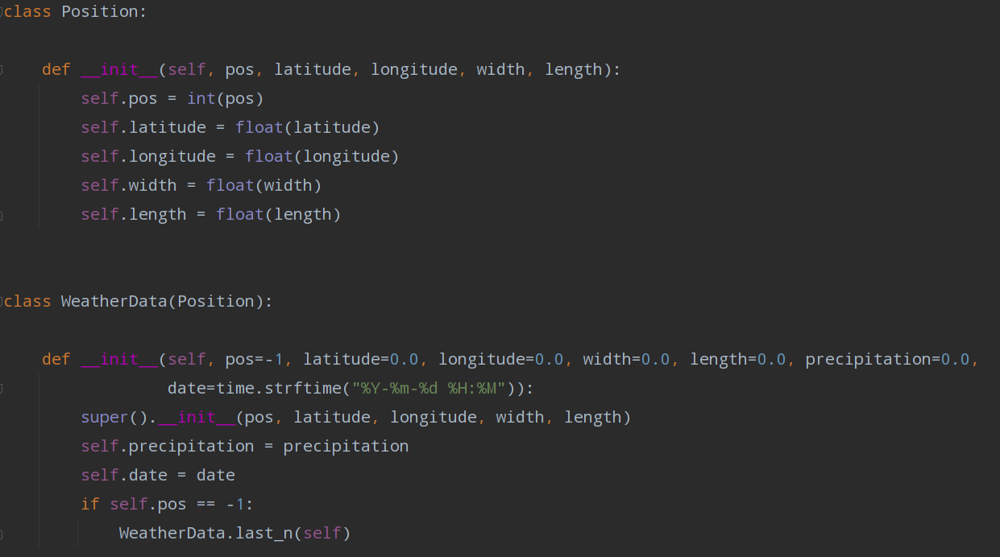 class Position:
    def __init__(self, pos, latitude, longitude, width, length):
        self.pos = int(pos)
        self.latitude = float(latitude)
        self.longitude = float(longitude)
        self.width = float(width)
        self.length = float(length)
class WeatherData(Position):
    def __init__(self, pos=-1, latitude=0.0, longitude=0.0, width=0.0, length=0.0, precipitation=0.0,
                 date=time.strftime("%Y-%m-%d %H:%M")):
        super().__init__(pos, latitude, longitude, width, length)
        self.precipitation = precipitation
        self.date = date
        if self.pos == -1:
            WeatherData.last_n(self)